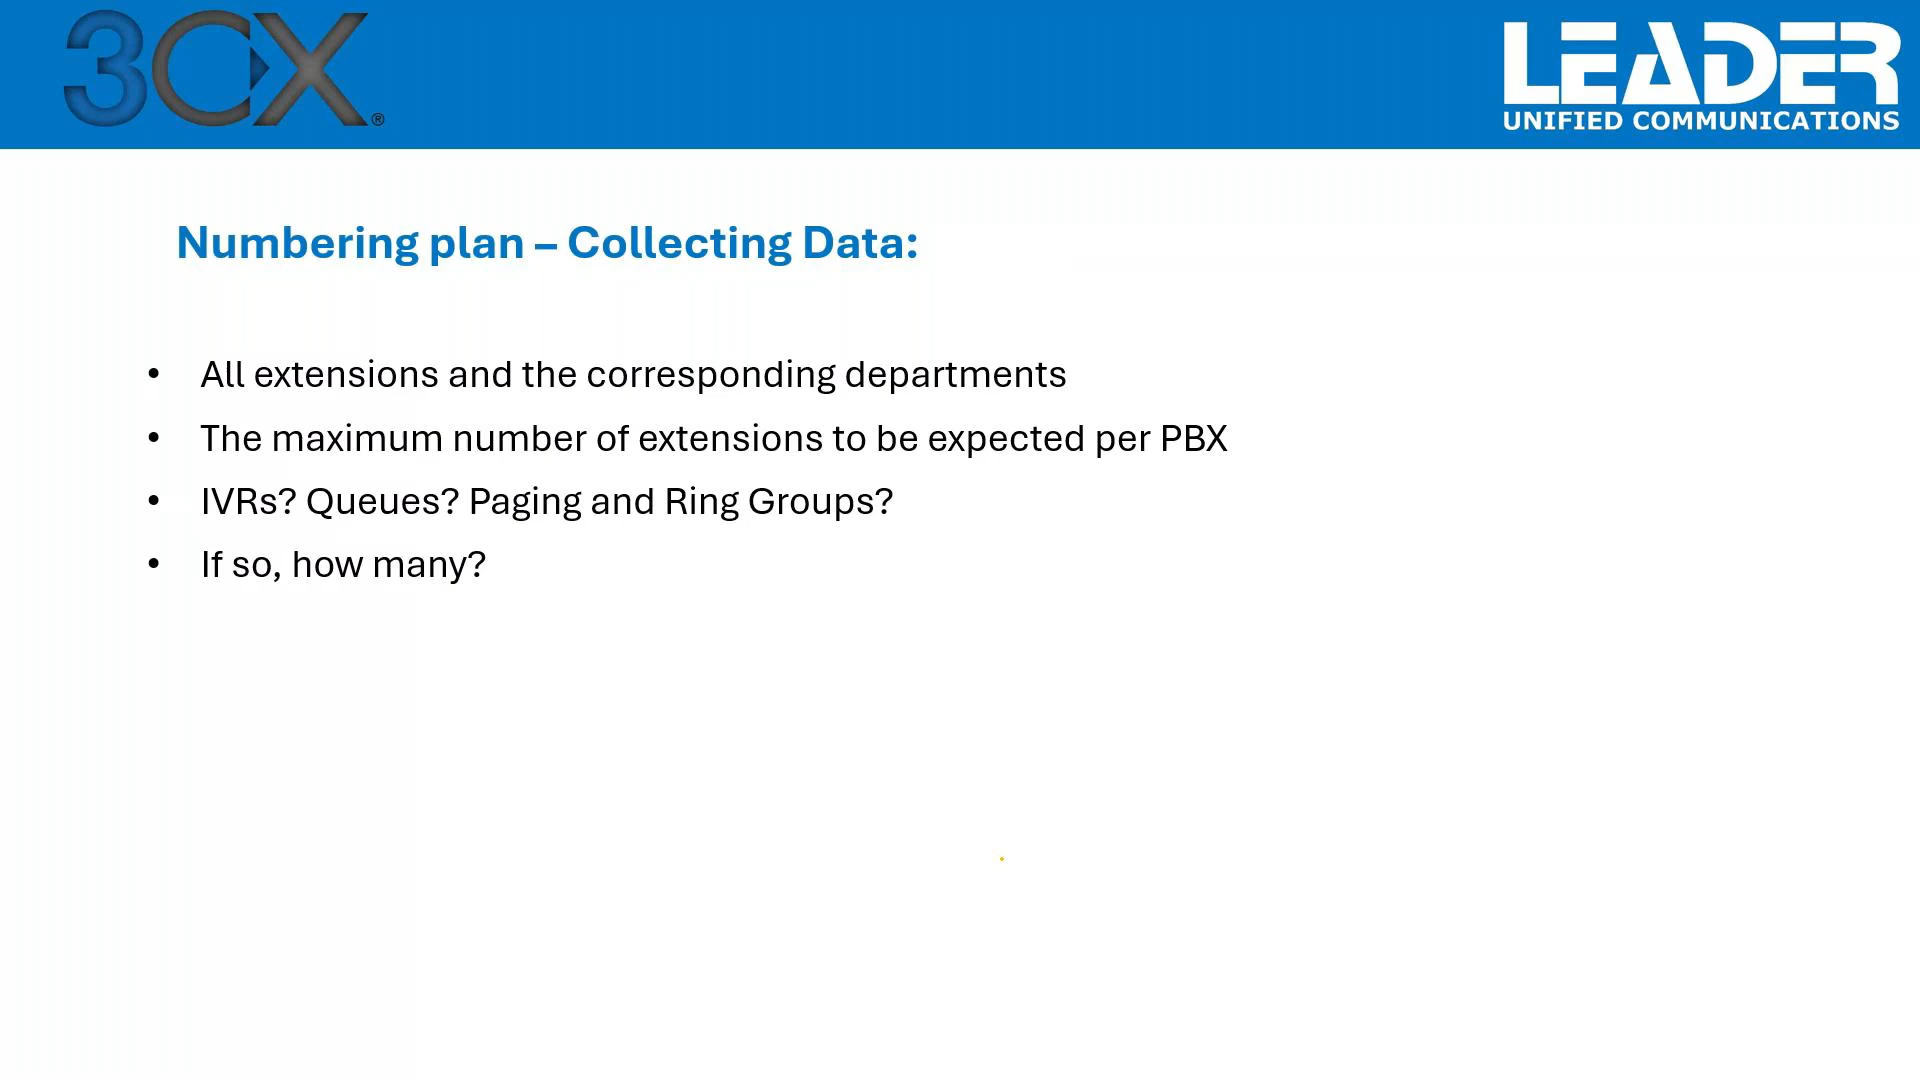 3CX®
LEADER
UNIFIED COMMUNICATIONS
Numbering plan – Collecting Data:
• All extensions and the corresponding departments
• The maximum number of extensions to be expected per PBX
• IVRs? Queues? Paging and Ring Groups?
• If so, how many?